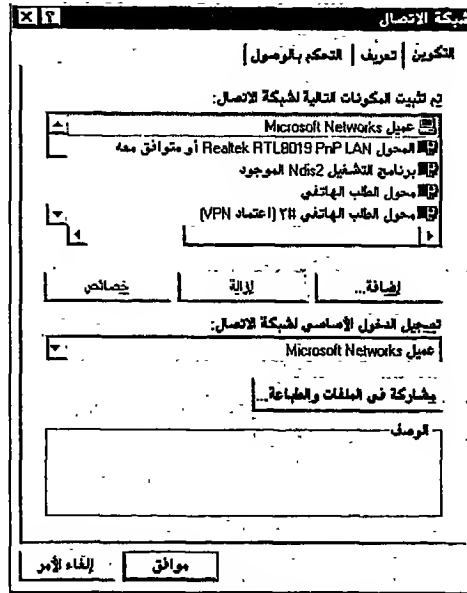 شبكة الاتصال
التكوين | تعريف | التحكم بالوصول
تم تثبيت المكونات التالية لشبكة الاتصال:
عميل Microsoft Networks
المحول Realtek RTL8019 PnP LAN أو متوافق معه
برنامج التشغيل Ndis2 الموجود
محول الطلب الهاتفي
محول الطلب الهاتفي #٢ (اعتماد VPN)
إضافة...
إزالة
خصائص
تسجيل الدخول الأساسي لشبكة الاتصال:
عميل Microsoft Networks
مشاركة في الملفات والطباعة...
الوصف
موافق
إلغاء الأمر